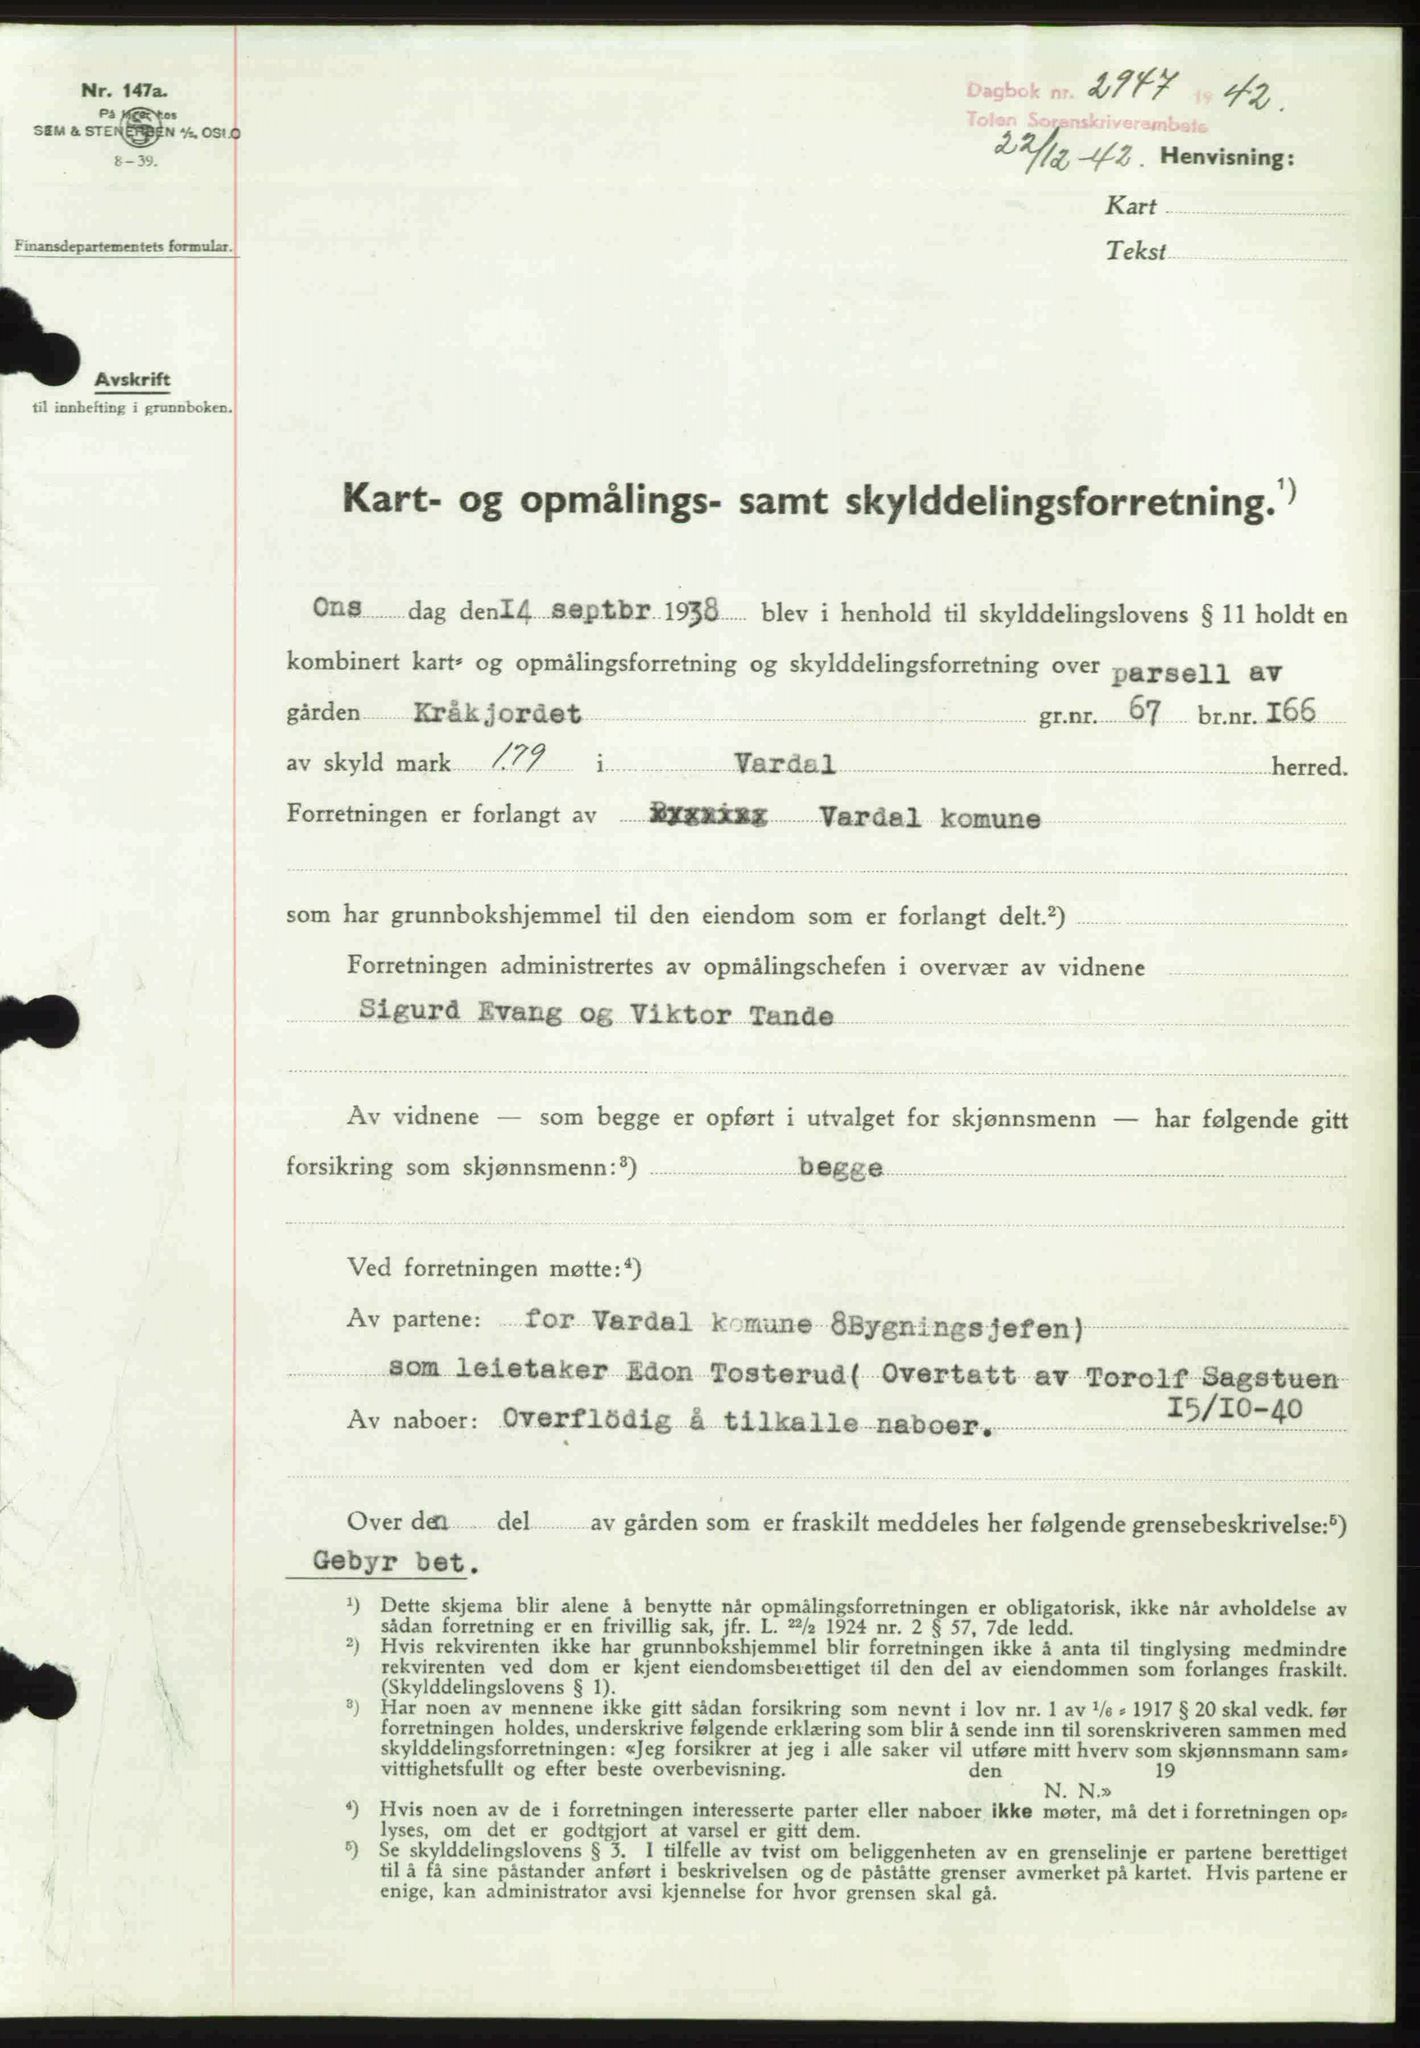 Nr. 147a.
På lager hos
SEM & STENERSEN A/S, OSLO
8-39.
Finansdepartementets formular.
Avskrift
til innhefting i grunnboken.
Dagbok nr. 2947 1942.
Toten Sorenskriverembete
22/12-42. Henvisning:
Kart
Tekst
Kart- og opmålings- samt skylddelingsforretning.¹)
Ons dag den 14 septbr 1938 blev i henhold til skylddelingslovens § 11 holdt en
kombinert kart- og opmålingsforretning og skylddelingsforretning over parsell av
gården Kråkjordet gr.nr. 67 br.nr. 166
av skyld mark 1.79 i Vardal herred.
Forretningen er forlangt av Vardal komune
som har grunnbokshjemmel til den eiendom som er forlangt delt.²)
Forretningen administrertes av opmålingschefen i overvær av vidnene
Sigurd Evang og Viktor Tande
Av vidnene — som begge er opført i utvalget for skjønnsmenn — har følgende gitt
forsikring som skjønnsmenn:³) begge
Ved forretningen møtte:⁴)
Av partene: for Vardal komune 8Bygningsjefen)
som leietaker Edon Tosterud( Overtatt av Torolf Sagstuen
15/10-40
Av naboer: Overflödig å tilkalle naboer.
Over den del av gården som er fraskilt meddeles her følgende grensebeskrivelse:⁵)
Gebyr bet.
¹) Dette skjema blir alene å benytte når opmålingsforretningen er obligatorisk, ikke når avholdelse av
sådan forretning er en frivillig sak, jfr. L. 22/2 1924 nr. 2 § 57, 7de ledd.
²) Hvis rekvirenten ikke har grunnbokshjemmel blir forretningen ikke å anta til tinglysing medmindre
rekvirenten ved dom er kjent eiendomsberettiget til den del av eiendommen som forlanges fraskilt.
(Skylddelingslovens § 1).
³) Har noen av mennene ikke gitt sådan forsikring som nevnt i lov nr. 1 av 1/6 - 1917 § 20 skal vedk. før
forretningen holdes, underskrive følgende erklæring som blir å sende inn til sorenskriveren sammen med
skylddelingsforretningen: «Jeg forsikrer at jeg i alle saker vil utføre mitt hverv som skjønnsmann sam-
vittighetsfullt og efter beste overbevisning. den 19
N. N.»
⁴) Hvis noen av de i forretningen interesserte parter eller naboer ikke møter, må det i forretningen op-
lyses, om det er godtgjort at varsel er gitt dem.
⁵) Se skylddelingslovens § 3. I tilfelle av tvist om beliggenheten av en grenselinje er partene berettiget
til å få sine påstander anført i beskrivelsen og de påståtte grenser avmerket på kartet. Hvis partene er
enige, kan administrator avsi kjennelse for hvor grensen skal gå.